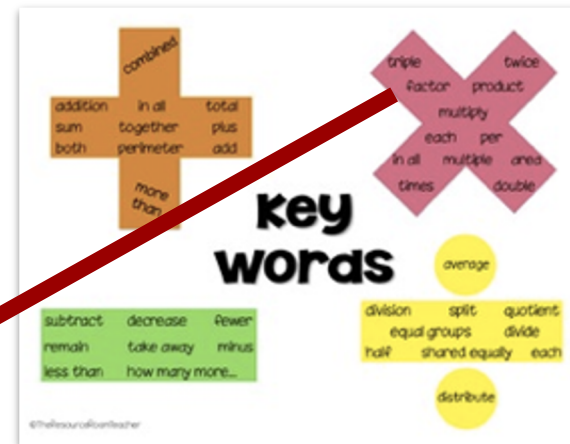 combined
addition in all total
sum together plus
both perimeter add
more
than
triple twice
factor product
multiply
each per
in all multiple area
times double
key
words
subtract decrease fewer
remain take away minus
less than how many more...
average
division split quotient
equal groups divide
half shared equally each
distribute
©TheResourceRoomTeacher